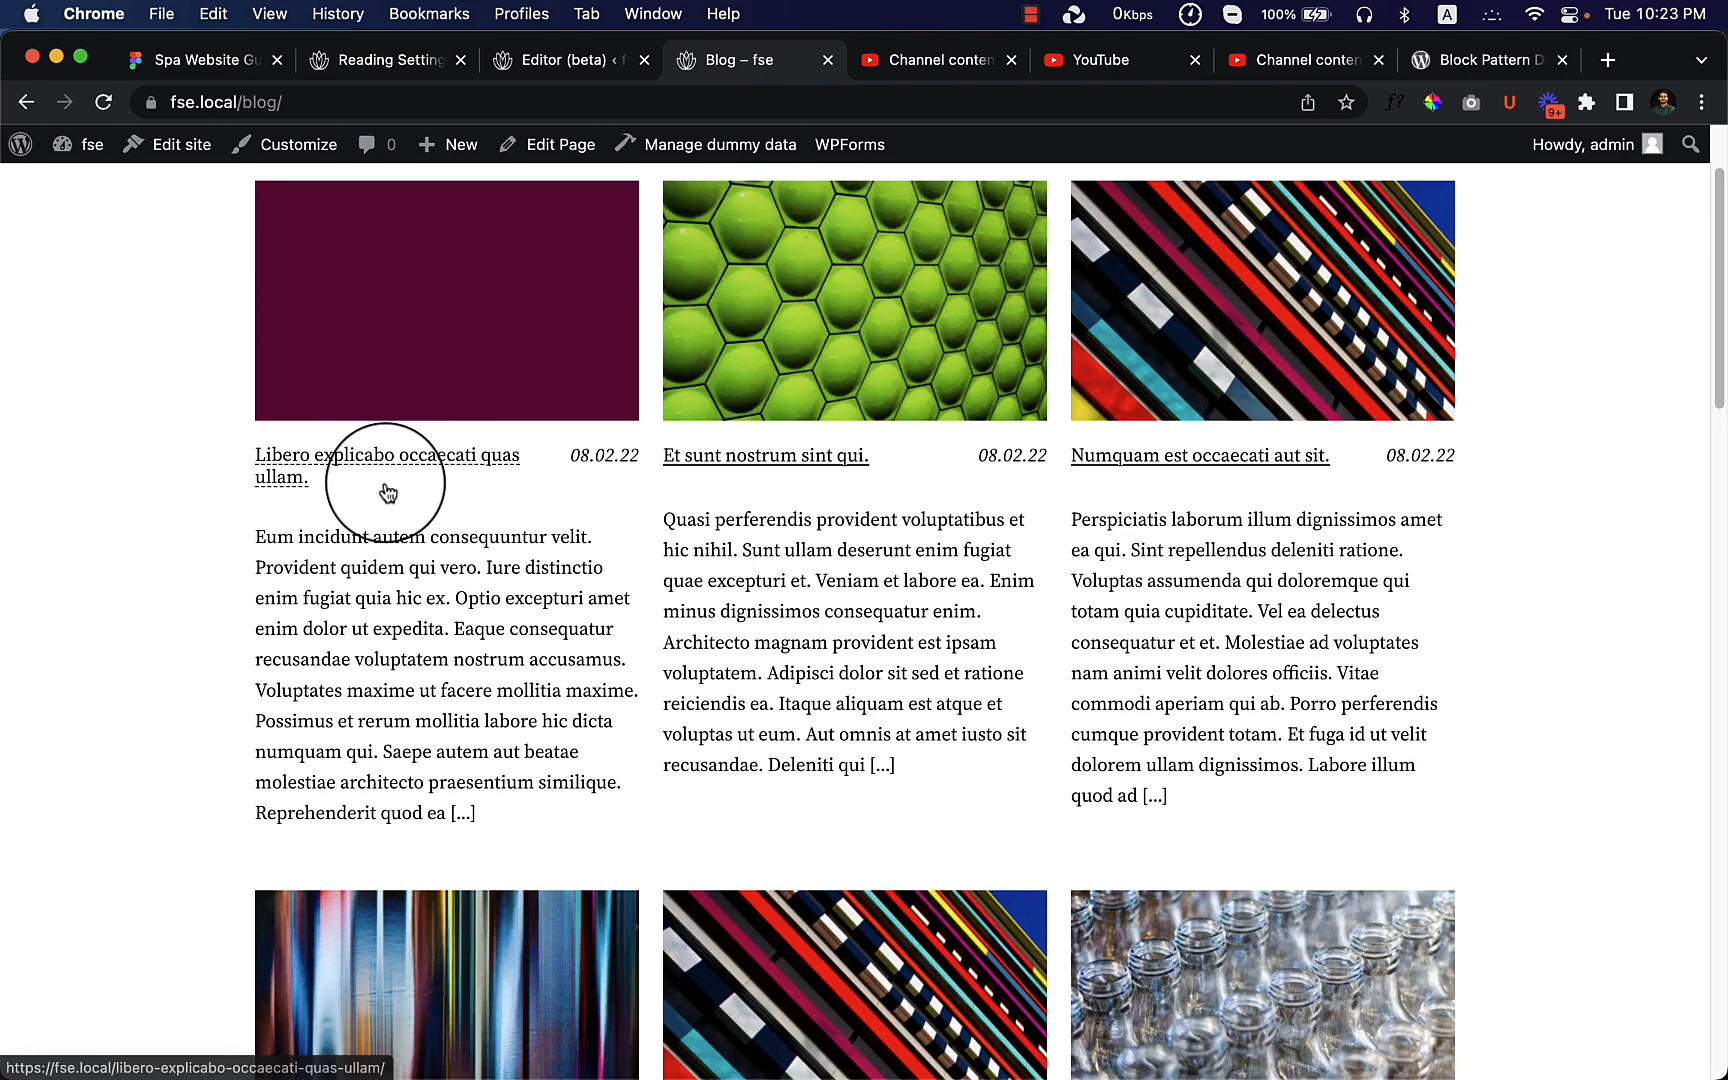 Chrome File Edit View History Bookmarks Profiles Tab Window Help 0Kbps 100% A Tue 10:23 PM
Spa Website Gu Reading Setting Editor (beta) ‹ f Blog – fse Channel conten YouTube Channel conten Block Pattern D
fse.local/blog/ f? U 9+
fse Edit site Customize 0 New Edit Page Manage dummy data WPForms Howdy, admin
Libero explicabo occaecati quas
ullam.
08.02.22
Eum incidunt autem consequuntur velit.
Provident quidem qui vero. Iure distinctio
enim fugiat quia hic ex. Optio excepturi amet
enim dolor ut expedita. Eaque consequatur
recusandae voluptatem nostrum accusamus.
Voluptates maxime ut facere mollitia maxime.
Possimus et rerum mollitia labore hic dicta
numquam qui. Saepe autem aut beatae
molestiae architecto praesentium similique.
Reprehenderit quod ea [...]
Et sunt nostrum sint qui.
08.02.22
Quasi perferendis provident voluptatibus et
hic nihil. Sunt ullam deserunt enim fugiat
quae excepturi et. Veniam et labore ea. Enim
minus dignissimos consequatur enim.
Architecto magnam provident est ipsam
voluptatem. Adipisci dolor sit sed et ratione
reiciendis ea. Itaque aliquam est atque et
voluptas ut eum. Aut omnis at amet iusto sit
recusandae. Deleniti qui [...]
Numquam est occaecati aut sit.
08.02.22
Perspiciatis laborum illum dignissimos amet
ea qui. Sint repellendus deleniti ratione.
Voluptas assumenda qui doloremque qui
totam quia cupiditate. Vel ea delectus
consequatur et et. Molestiae ad voluptates
nam animi velit dolores officiis. Vitae
commodi aperiam qui ab. Porro perferendis
cumque provident totam. Et fuga id ut velit
dolorem ullam dignissimos. Labore illum
quod ad [...]
https://fse.local/libero-explicabo-occaecati-quas-ullam/